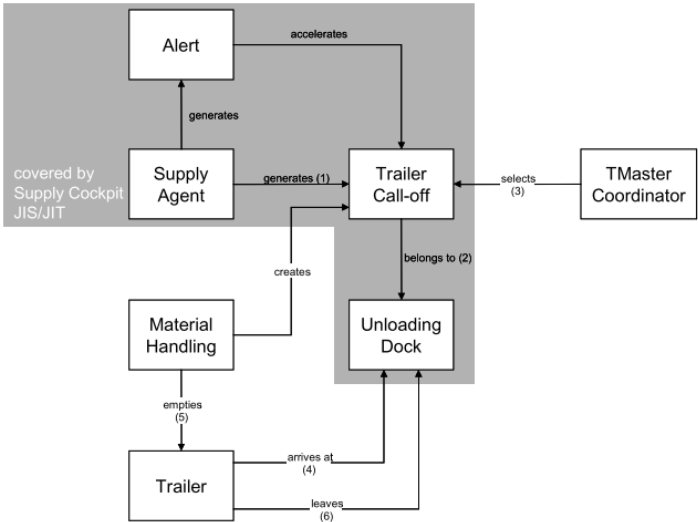 Alert
accelerates
generates
covered by
Supply Cockpit
JIS/JIT
Supply
Agent
generates (1)
Trailer
Call-off
selects
(3)
TMaster
Coordinator
belongs to (2)
creates
Material
Handling
Unloading
Dock
empties
(5)
Trailer
arrives at
(4)
leaves
(6)